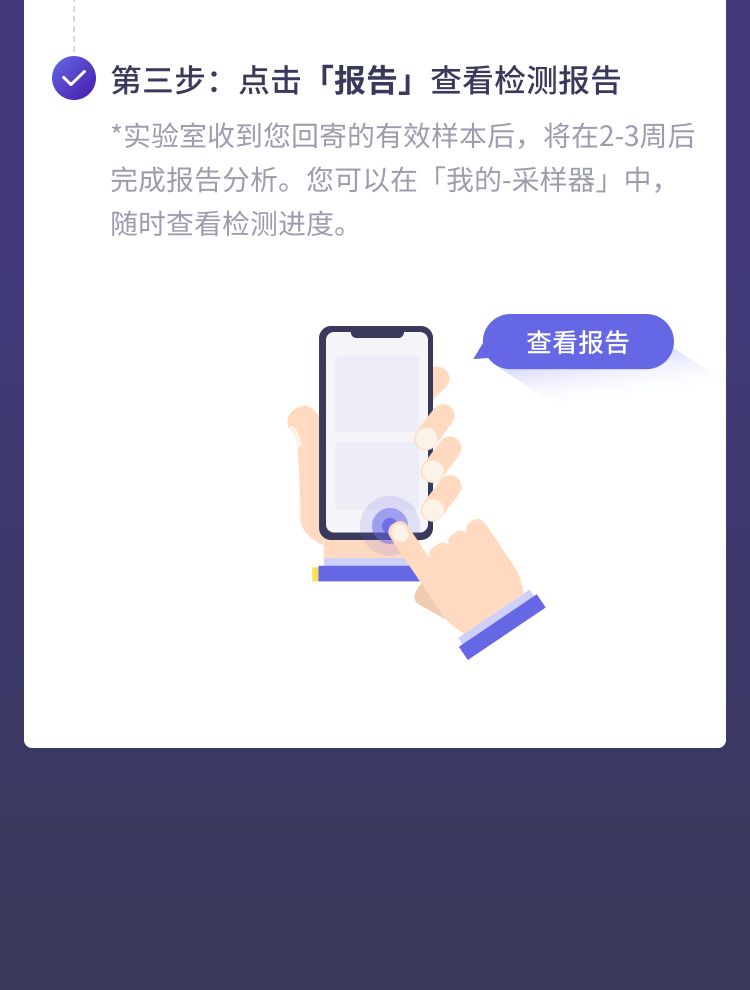 第三步：点击「报告」查看检测报告
*实验室收到您回寄的有效样本后，将在2-3周后
完成报告分析。您可以在「我的-采样器」中，
随时查看检测进度。
查看报告